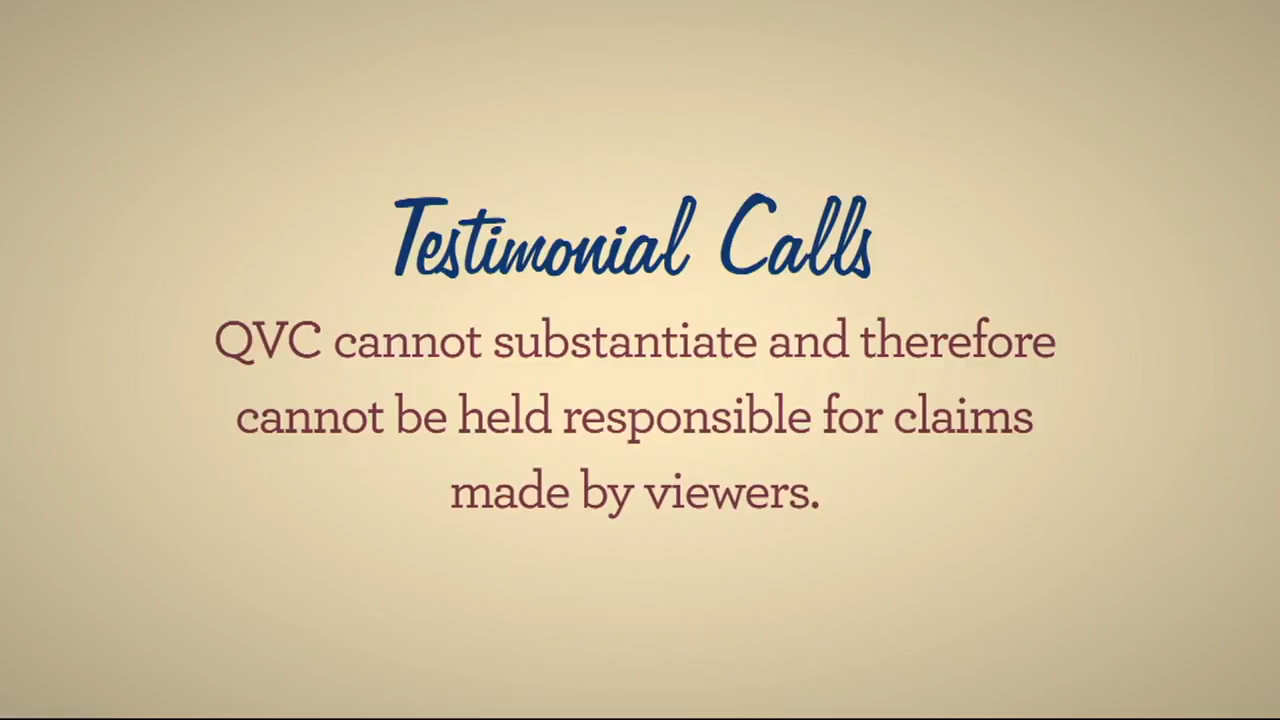 Testimonial Calls
QVC cannot substantiate and therefore
cannot be held responsible for claims
made by viewers.